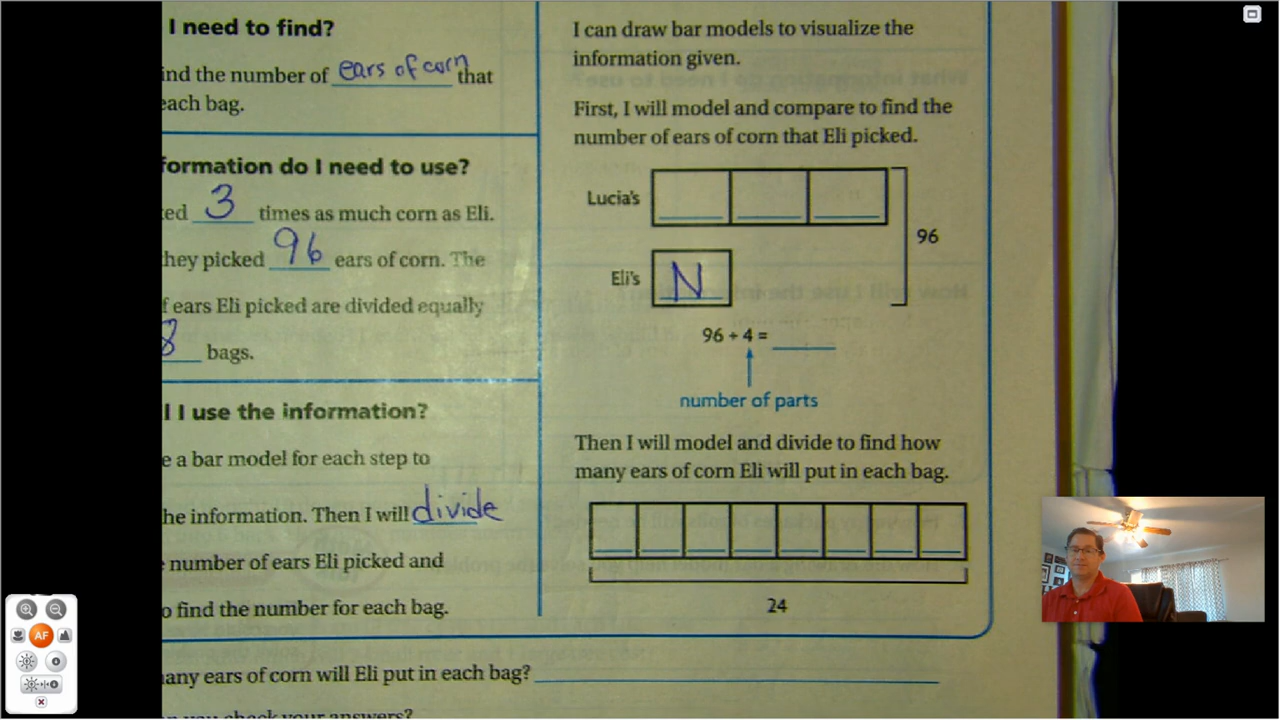 I need to find?
ind the number of ears of corn that
each bag.
formation do I need to use?
ed 3 times as much corn as Eli.
they picked 96 ears of corn. The
f ears Eli picked are divided equally
8 bags.
I use the information?
e a bar model for each step to
he information. Then I will divide
number of ears Eli picked and
o find the number for each bag.
I can draw bar models to visualize the
information given.
First, I will model and compare to find the
number of ears of corn that Eli picked.
Lucia's
96
Eli's N
96 ÷ 4 =
number of parts
Then I will model and divide to find how
many ears of corn Eli will put in each bag.
24
any ears of corn will Eli put in each bag?
you check your answers?
AF